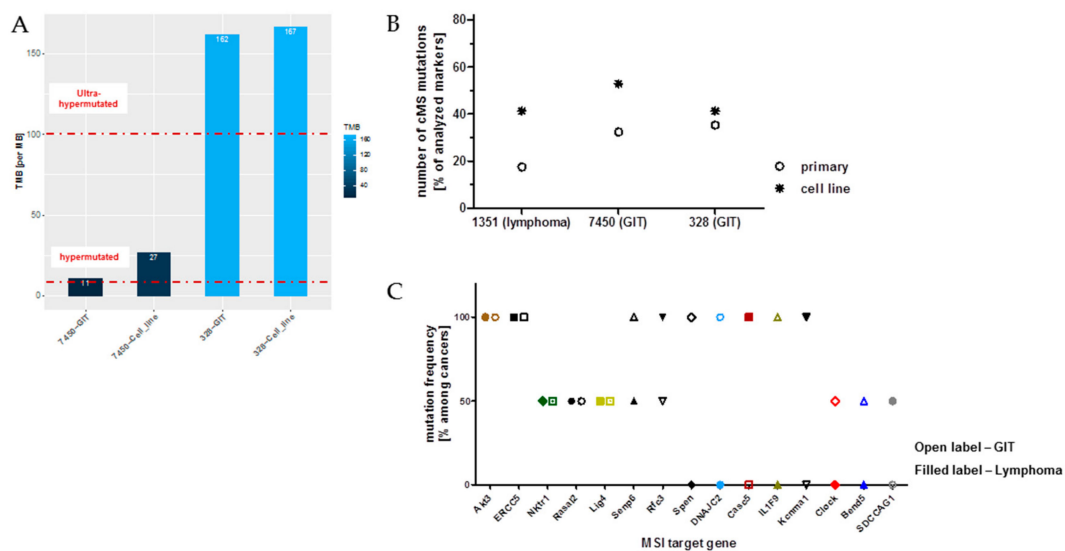 A
TMB [per MB]
150
100
50
0
Ultra-
hypermutated
hypermutated
11
27
162
167
7450-GIT
7450-Cell_line
328-GIT
328-Cell_line
TMB
160
120
80
40
B
number of cMS mutations
[% of analyzed markers]
80
60
40
20
0
1351 (lymphoma)
7450 (GIT)
328 (GIT)
primary
cell line
C
mutation frequency
[% among cancers]
100
50
0
Akt3
ERCC5
NKtr1
Rasal2
Lig4
Senp6
Rfc3
Spen
DNAJC2
Casc5
IL1F9
Kcnma1
Clock
Bend5
SDCCAG1
MSI target gene
Open label – GIT
Filled label – Lymphoma